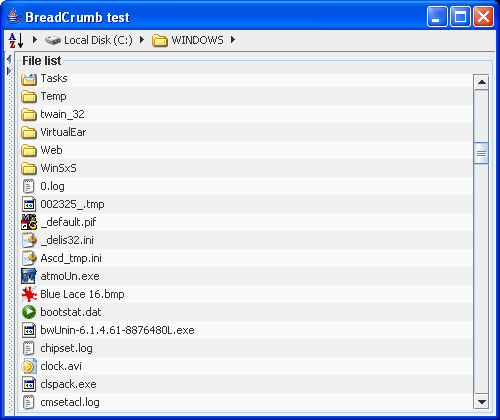 BreadCrumb test
A Z Local Disk (C:) WINDOWS
File list
Tasks
Temp
twain_32
VirtualEar
Web
WinSxS
0.log
002325_.tmp
_default.pif
_delis32.ini
Ascd_tmp.ini
atmoUn.exe
Blue Lace 16.bmp
bootstat.dat
bwUnin-6.1.4.61-8876480L.exe
chipset.log
clock.avi
clspack.exe
cmsetacl.log